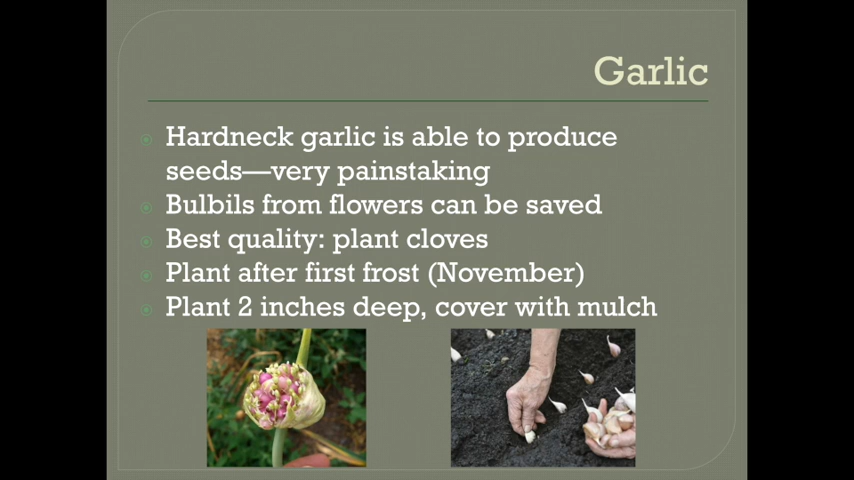 Garlic
Hardneck garlic is able to produce
seeds—very painstaking
Bulbils from flowers can be saved
Best quality: plant cloves
Plant after first frost (November)
Plant 2 inches deep, cover with mulch